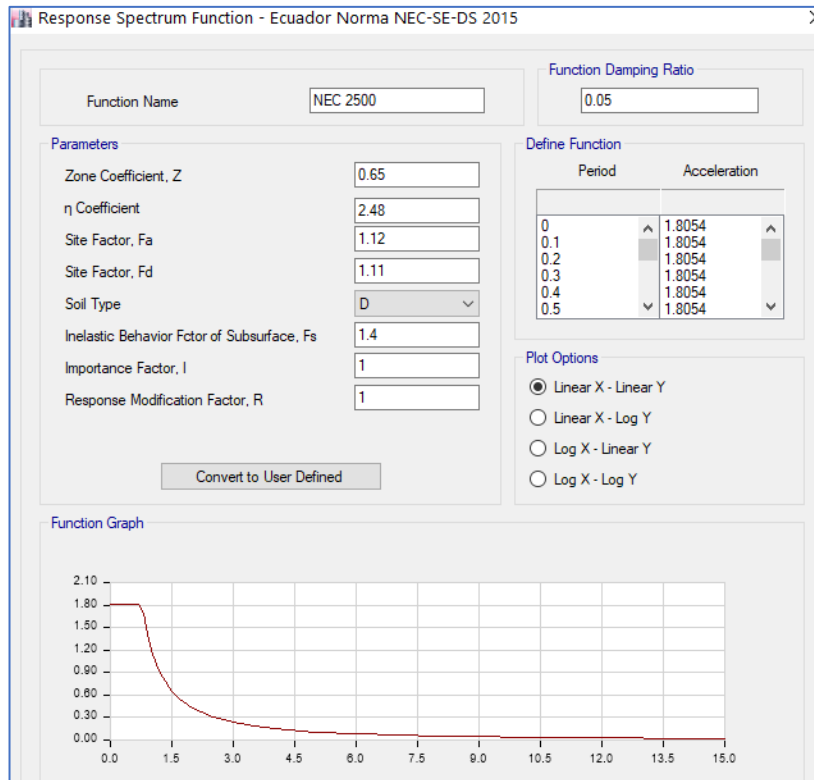 Response Spectrum Function - Ecuador Norma NEC-SE-DS 2015
Function Name
NEC 2500
Function Damping Ratio
0.05
Parameters
Zone Coefficient, Z
0.65
η Coefficient
2.48
Site Factor, Fa
1.12
Site Factor, Fd
1.11
Soil Type
D
Inelastic Behavior Fctor of Subsurface, Fs
1.4
Importance Factor, I
1
Response Modification Factor, R
1
Convert to User Defined
Define Function
Period Acceleration
0 1.8054
0.1 1.8054
0.2 1.8054
0.3 1.8054
0.4 1.8054
0.5 1.8054
Plot Options
Linear X - Linear Y
Linear X - Log Y
Log X - Linear Y
Log X - Log Y
Function Graph
2.10
1.80
1.50
1.20
0.90
0.60
0.30
0.00
0.0 1.5 3.0 4.5 6.0 7.5 9.0 10.5 12.0 13.5 15.0